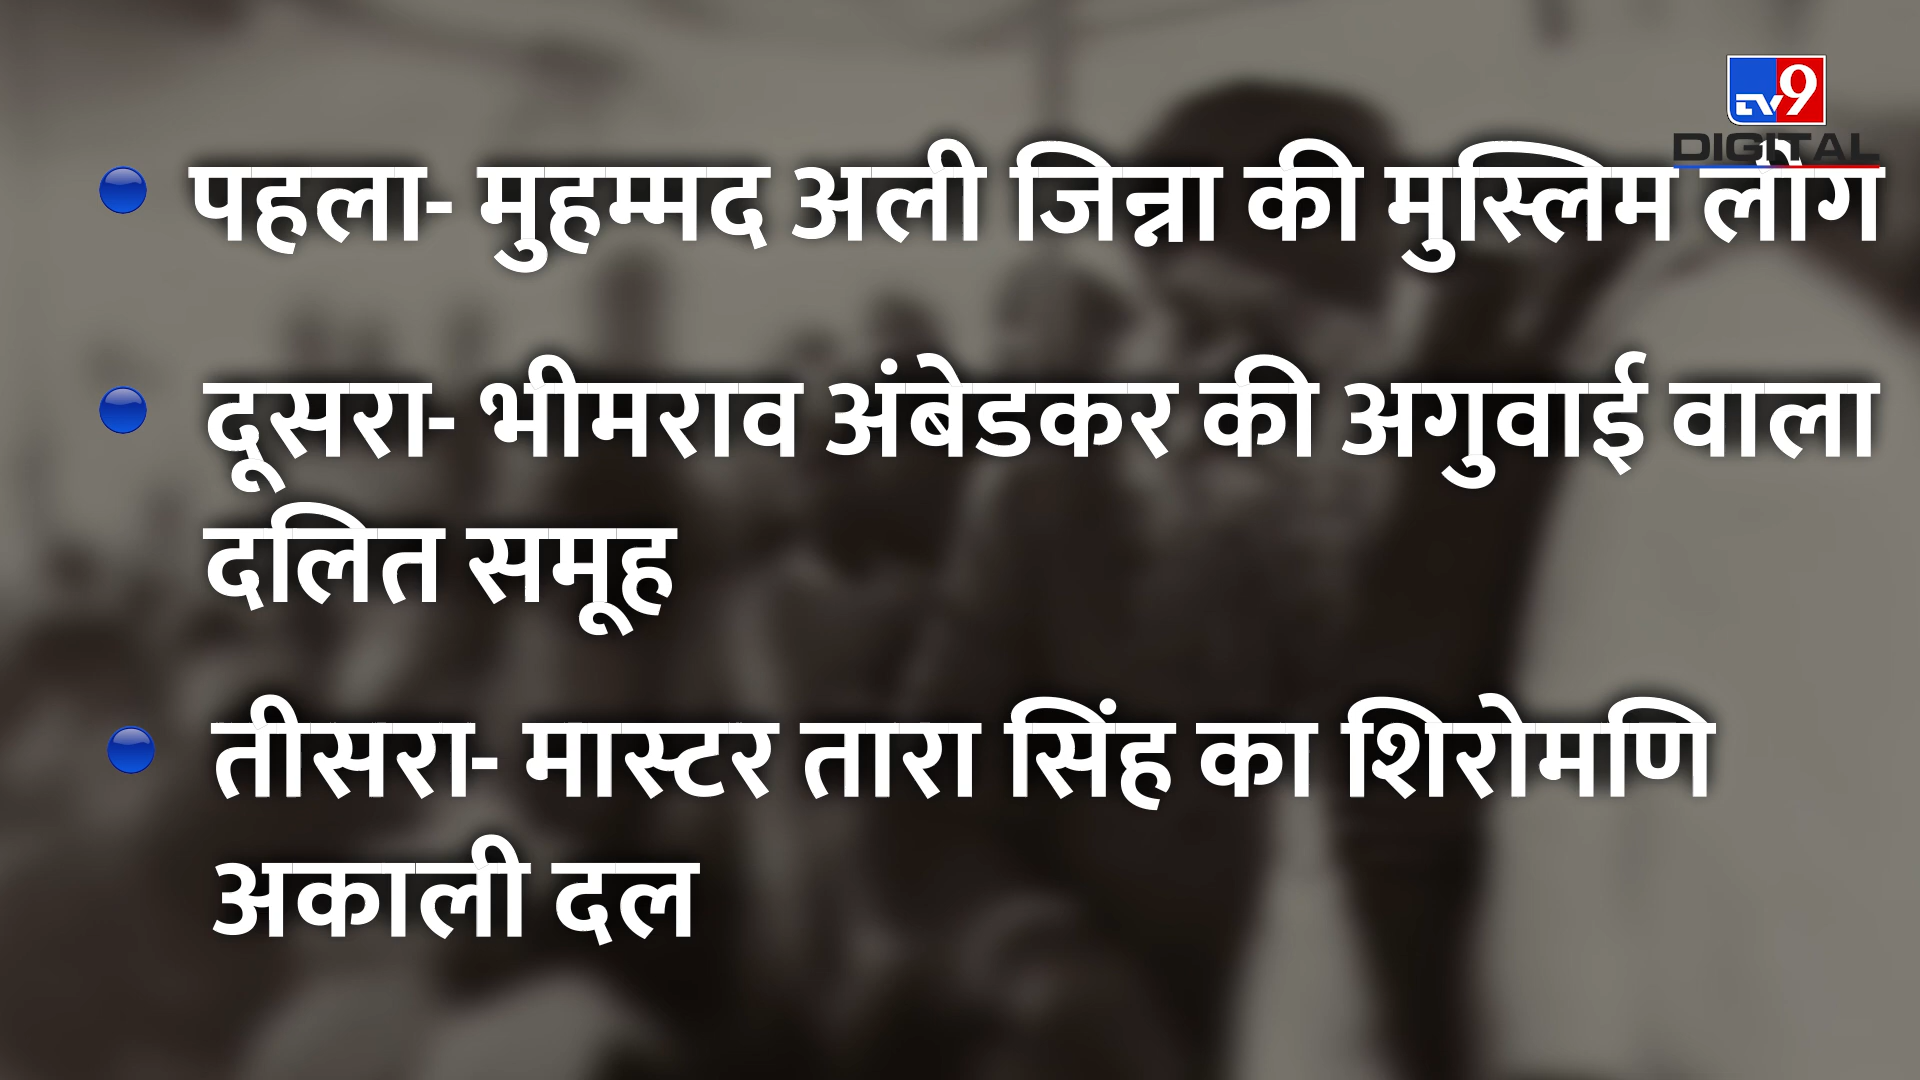 TV9
DIGITAL
पहला- मुहम्मद अली जिन्ना की मुस्लिम लीग
दूसरा- भीमराव अंबेडकर की अगुवाई वाला
दलित समूह
तीसरा- मास्टर तारा सिंह का शिरोमणि
अकाली दल